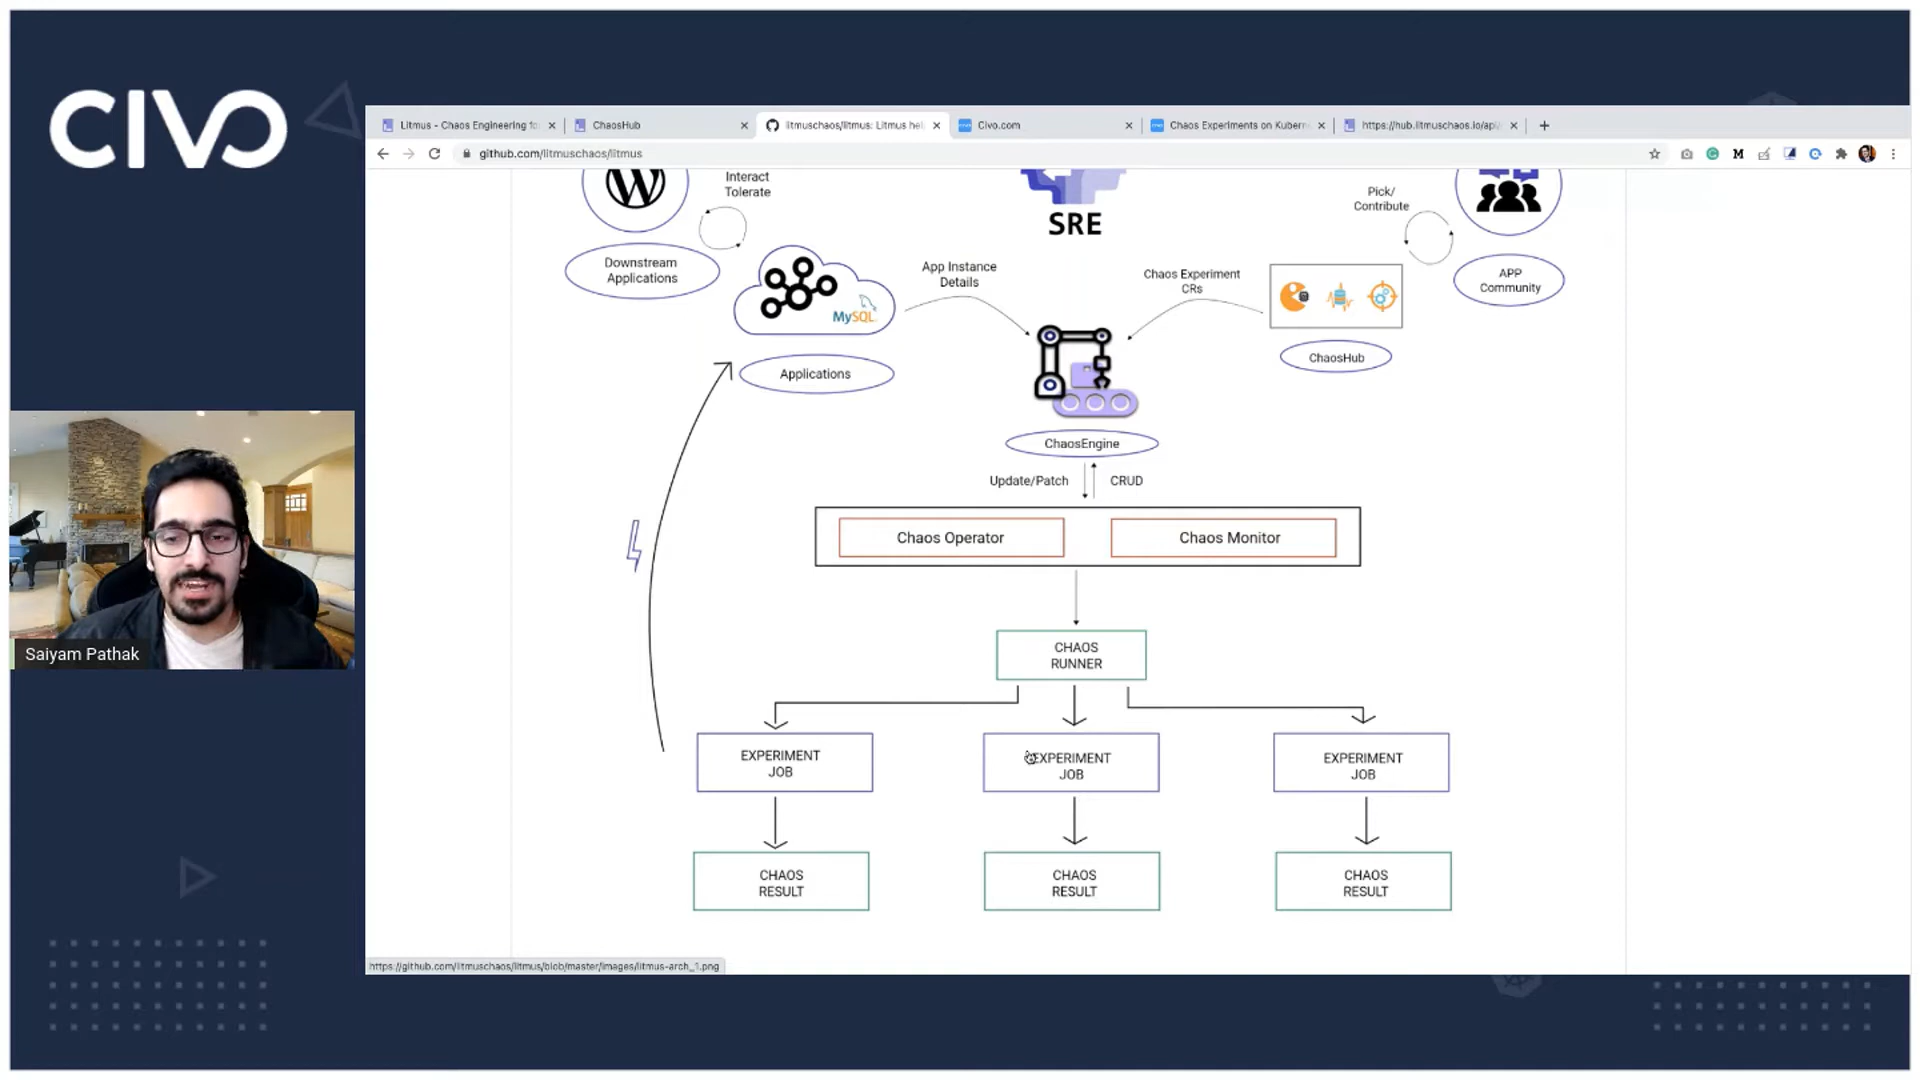 CIVO
Litmus - Chaos Engineering fo
ChaosHub
litmuschaos/litmus: Litmus hel
Civo.com
Chaos Experiments on Kubern
https://hub.litmuschaos.io/api/
github.com/litmuschaos/litmus
M
W
Interact
Tolerate
SRE
Pick/
Contribute
Downstream
Applications
MySQL
App Instance
Details
Chaos Experiment
CRs
APP
Community
ChaosHub
Applications
ChaosEngine
Update/Patch
CRUD
Chaos Operator
Chaos Monitor
CHAOS
RUNNER
EXPERIMENT
JOB
EXPERIMENT
JOB
EXPERIMENT
JOB
CHAOS
RESULT
CHAOS
RESULT
CHAOS
RESULT
Saiyam Pathak
https://github.com/litmuschaos/litmus/blob/master/images/litmus-arch_1.png